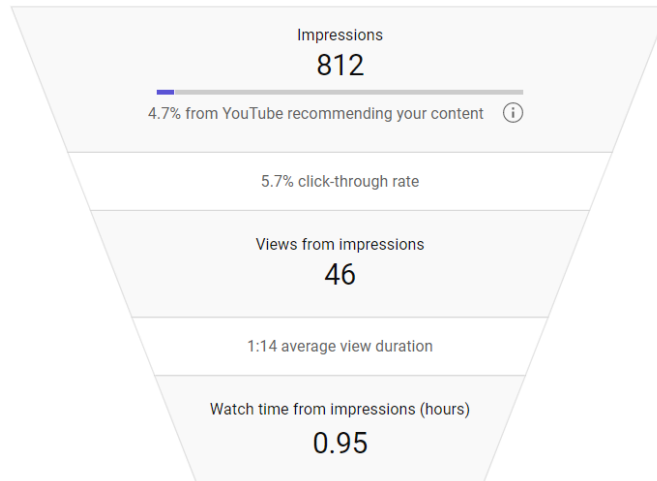 Impressions
812
4.7% from YouTube recommending your content
5.7% click-through rate
Views from impressions
46
1:14 average view duration
Watch time from impressions (hours)
0.95